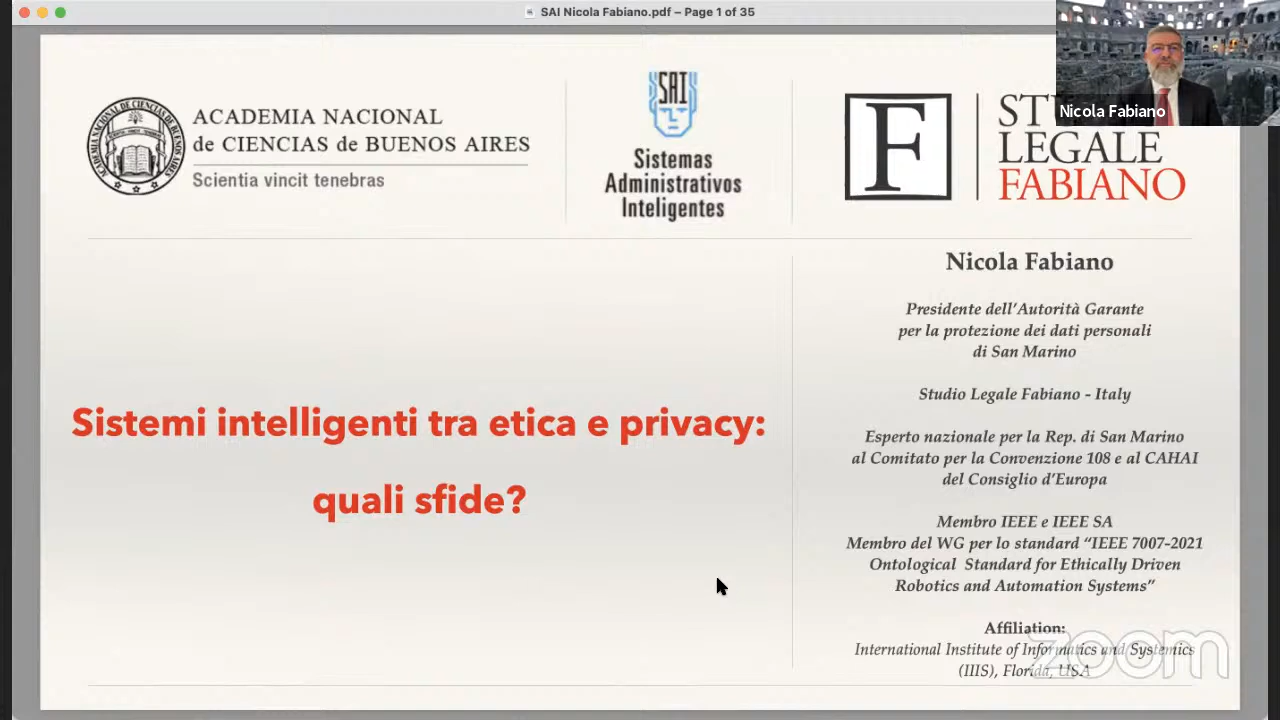 SAI Nicola Fabiano.pdf – Page 1 of 35
Nicola Fabiano
ACADEMIA NACIONAL
de CIENCIAS de BUENOS AIRES
Scientia vincit tenebras
SAI
Sistemas
Administrativos
Inteligentes
F
LEGALE
FABIANO
Sistemi intelligenti tra etica e privacy:
quali sfide?
Nicola Fabiano
Presidente dell’Autorità Garante
per la protezione dei dati personali
di San Marino
Studio Legale Fabiano - Italy
Esperto nazionale per la Rep. di San Marino
al Comitato per la Convenzione 108 e al CAHAI
del Consiglio d’Europa
Membro IEEE e IEEE SA
Membro del WG per lo standard “IEEE 7007-2021
Ontological Standard for Ethically Driven
Robotics and Automation Systems”
Affiliation:
International Institute of Informatics and Systemics
(IIIS), Florida, USA
zoom